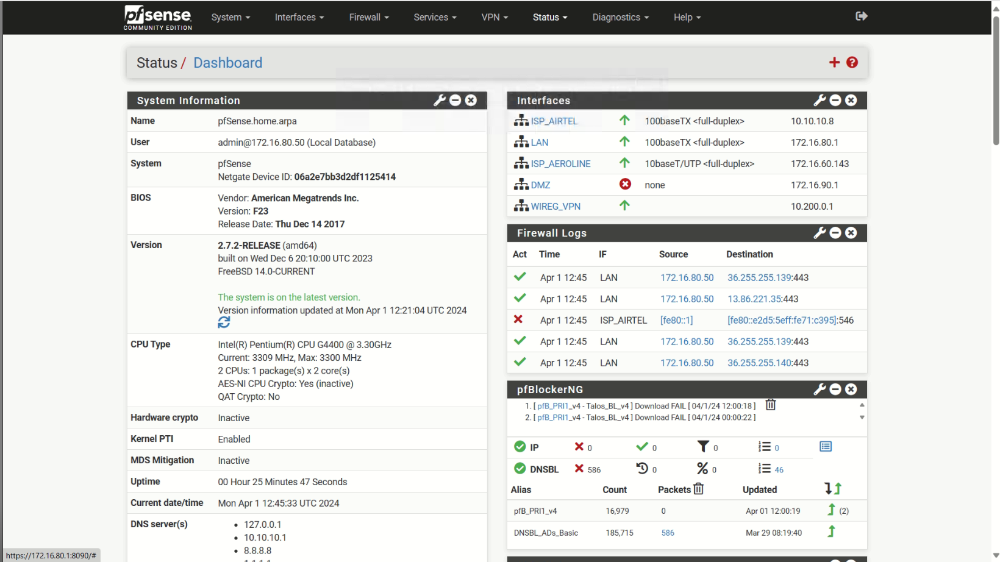 pfsense
COMMUNITY EDITION
System
Interfaces
Firewall
Services
VPN
Status
Diagnostics
Help
Status / Dashboard
System Information
Name pfSense.home.arpa
User admin@172.16.80.50 (Local Database)
System pfSense
Netgate Device ID: 06a2e7bb3d2df1125414
BIOS Vendor: American Megatrends Inc.
Version: F23
Release Date: Thu Dec 14 2017
Version 2.7.2-RELEASE (amd64)
built on Wed Dec 6 20:10:00 UTC 2023
FreeBSD 14.0-CURRENT
The system is on the latest version.
Version information updated at Mon Apr 1 12:21:04 UTC 2024
CPU Type Intel(R) Pentium(R) CPU G4400 @ 3.30GHz
Current: 3309 MHz, Max: 3300 MHz
2 CPUs: 1 package(s) x 2 core(s)
AES-NI CPU Crypto: Yes (inactive)
QAT Crypto: No
Hardware crypto Inactive
Kernel PTI Enabled
MDS Mitigation Inactive
Uptime 00 Hour 25 Minutes 47 Seconds
Current date/time Mon Apr 1 12:45:33 UTC 2024
DNS server(s) • 127.0.0.1
• 10.10.10.1
• 8.8.8.8
Interfaces
ISP_AIRTEL 100baseTX <full-duplex> 10.10.10.8
LAN 100baseTX <full-duplex> 172.16.80.1
ISP_AEROLINE 10baseT/UTP <full-duplex> 172.16.60.143
DMZ none 172.16.90.1
WIREG_VPN 10.200.0.1
Firewall Logs
Act Time IF Source Destination
Apr 1 12:45 LAN 172.16.80.50 36.255.255.139:443
Apr 1 12:45 LAN 172.16.80.50 13.86.221.35:443
Apr 1 12:45 ISP_AIRTEL [fe80::1] [fe80::e2d5:5eff:fe71:c395]:546
Apr 1 12:45 LAN 172.16.80.50 36.255.255.139:443
Apr 1 12:45 LAN 172.16.80.50 36.255.255.140:443
pfBlockerNG
1. [ pfB_PRI1_v4 - Talos_BL_v4 ] Download FAIL [ 04/1/24 12:00:18 ]
2. [ pfB_PRI1_v4 - Talos_BL_v4 ] Download FAIL [ 04/1/24 00:00:22 ]
IP 0 0 0 0
DNSBL 586 0 % 0 46
Alias Count Packets Updated
pfB_PRI1_v4 16,979 0 Apr 01 12:00:19 (2)
DNSBL_ADs_Basic 185,715 586 Mar 29 08:19:40
https://172.16.80.1:8090/#